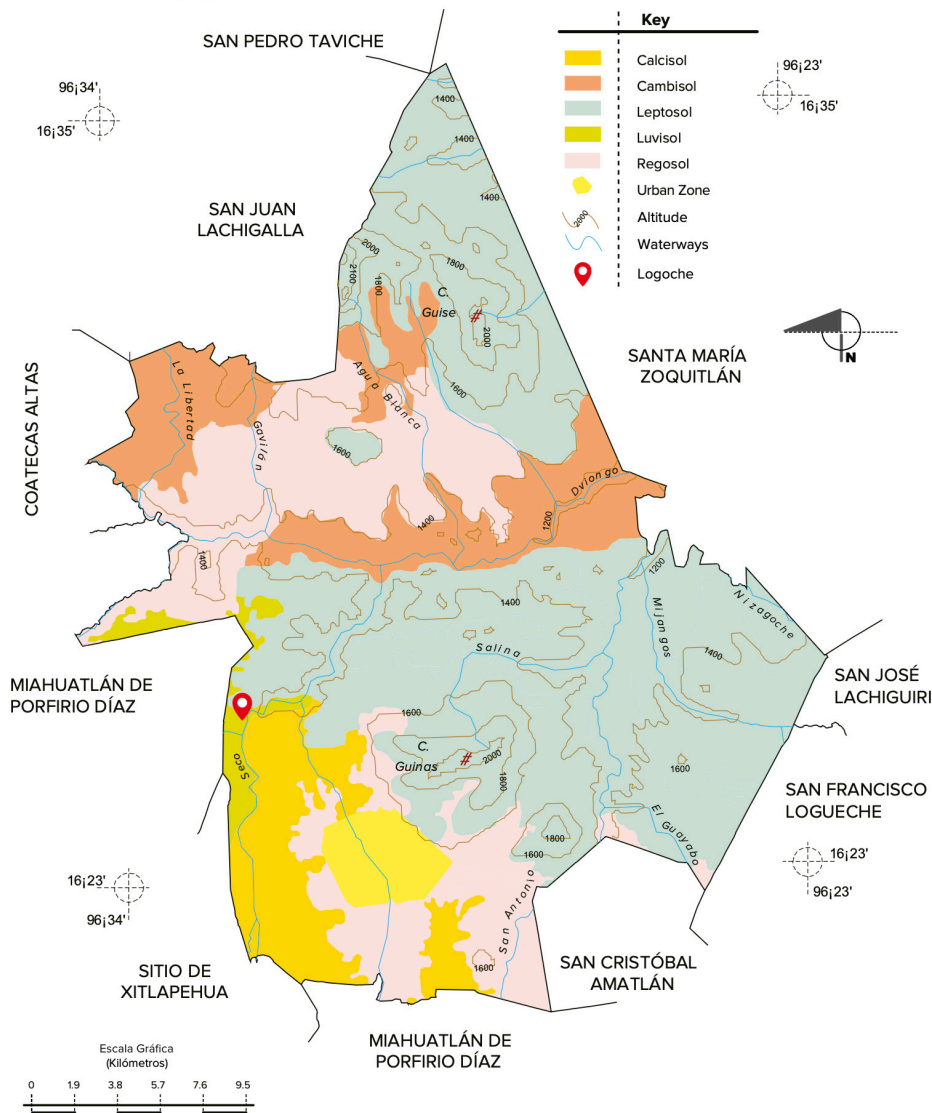 Key
Calcisol
Cambisol
Leptosol
Luvisol
Regosol
Urban Zone
2000
Altitude
Waterways
Logoche
SAN PEDRO TAVICHE
96¡34'
16¡35'
96¡23'
16¡35'
1400
1400
1400
SAN JUAN
LACHIGALLA
2000
2100
1800
1800
C.
Guise
#
2000
N
SANTA MARÍA
ZOQUITLÁN
COATECAS ALTAS
La Libertad
Gavilán
Agua Blanca
1600
1600
Dviango
1400
1200
1400
1200
1400
Mijangos
Nizagoche
1400
Salina
MIAHUATLÁN DE
PORFIRIO DÍAZ
SAN JOSÉ
LACHIGUIRI
1600
C.
Guinas
#
2000
1800
1600
Seco
SAN FRANCISCO
LOGUECHE
El Guayabo
1800
1600
16¡23'
96¡34'
16¡23'
96¡23'
San Antonio
1600
SITIO DE
XITLAPEHUA
SAN CRISTÓBAL
AMATLÁN
MIAHUATLÁN DE
PORFIRIO DÍAZ
Escala Gráfica
(Kilómetros)
0 1.9 3.8 5.7 7.6 9.5